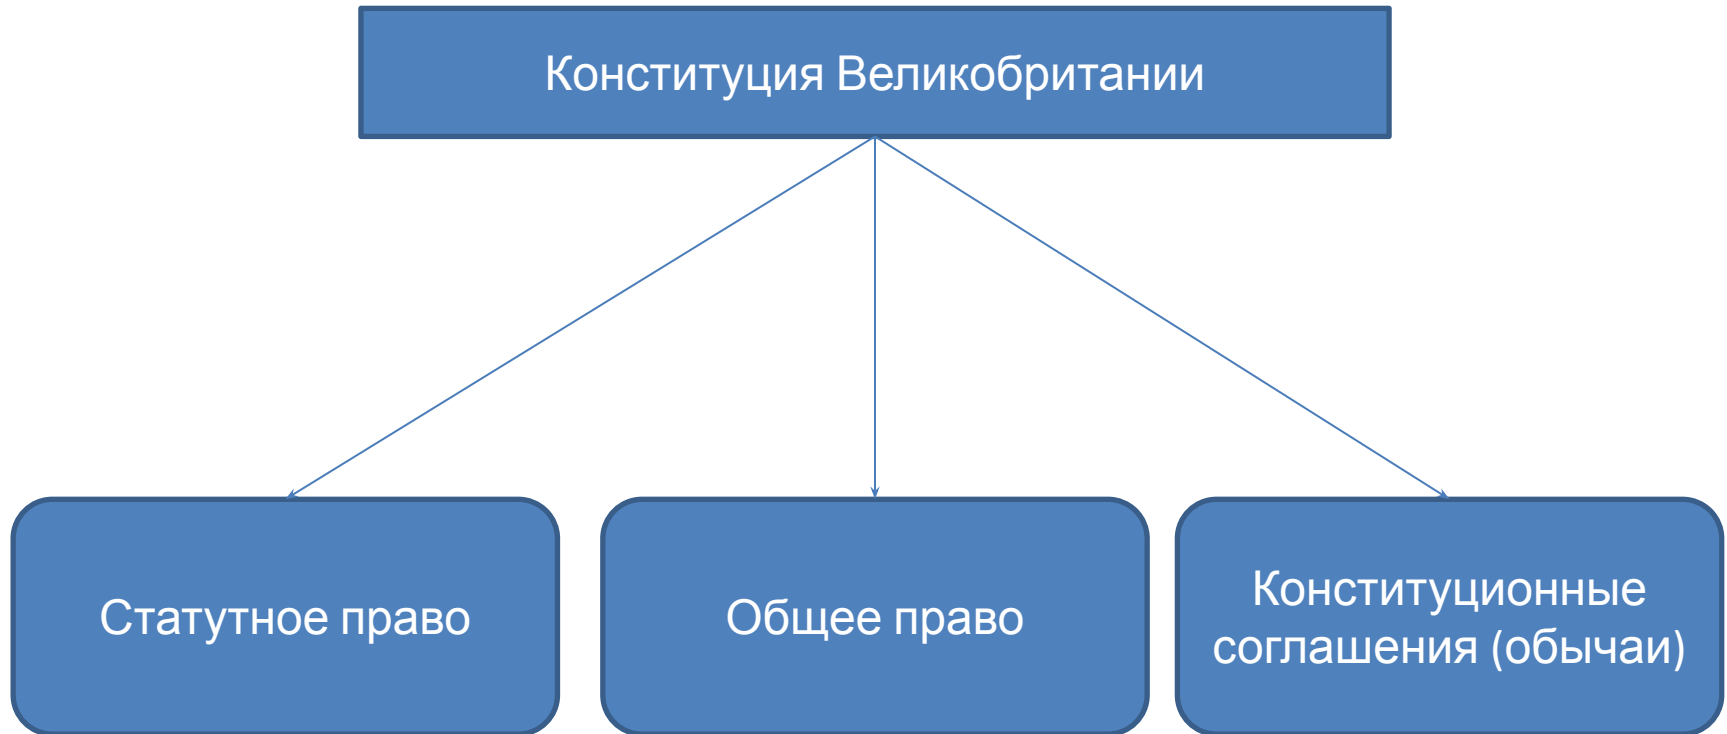 Конституция Великобритании
Статутное право
Общее право
Конституционные
соглашения (обычаи)